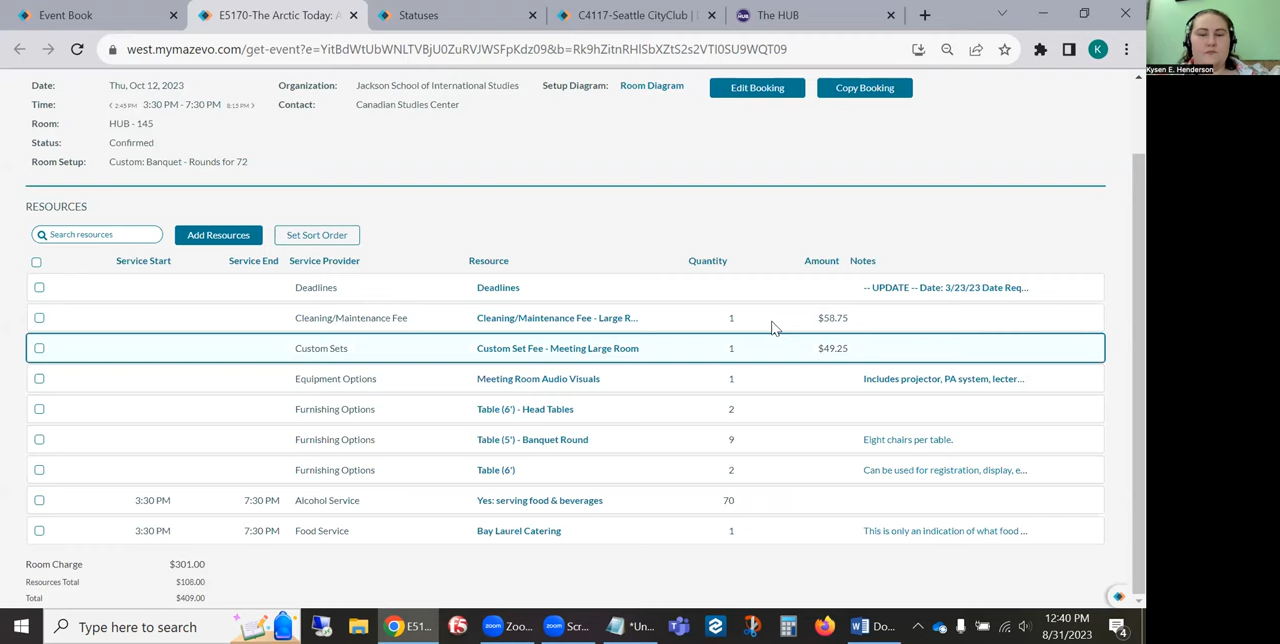 Event Book
E5170-The Arctic Today: A
Statuses
C4117-Seattle CityClub |
HUB The HUB
west.mymazevo.com/get-event?e=YitBdWtUbWNLTVBjU0ZuRVJWSFpKdz09&b=Rk9hZitnRHlSbXZtS2s2VTl0SU9WQT09
K
Kysen E. Henderson
Date: Thu, Oct 12, 2023 Organization: Jackson School of International Studies Setup Diagram: Room Diagram Edit Booking Copy Booking
Time: < 2:45 PM 3:30 PM - 7:30 PM 8:15 PM > Contact: Canadian Studies Center
Room: HUB - 145
Status: Confirmed
Room Setup: Custom: Banquet - Rounds for 72
RESOURCES
Search resources Add Resources Set Sort Order
Service Start Service End Service Provider Resource Quantity Amount Notes
Deadlines Deadlines -- UPDATE -- Date: 3/23/23 Date Req...
Cleaning/Maintenance Fee Cleaning/Maintenance Fee - Large R... 1 $58.75
Custom Sets Custom Set Fee - Meeting Large Room 1 $49.25
Equipment Options Meeting Room Audio Visuals 1 Includes projector, PA system, lecter...
Furnishing Options Table (6') - Head Tables 2
Furnishing Options Table (5') - Banquet Round 9 Eight chairs per table.
Furnishing Options Table (6') 2 Can be used for registration, display, e...
3:30 PM 7:30 PM Alcohol Service Yes: serving food & beverages 70
3:30 PM 7:30 PM Food Service Bay Laurel Catering 1 This is only an indication of what food ...
Room Charge $301.00
Resources Total $108.00
Total $409.00
Type here to search
E51...
zoom Zoo...
zoom Scr...
*Un...
Do...
12:40 PM
8/31/2023
4